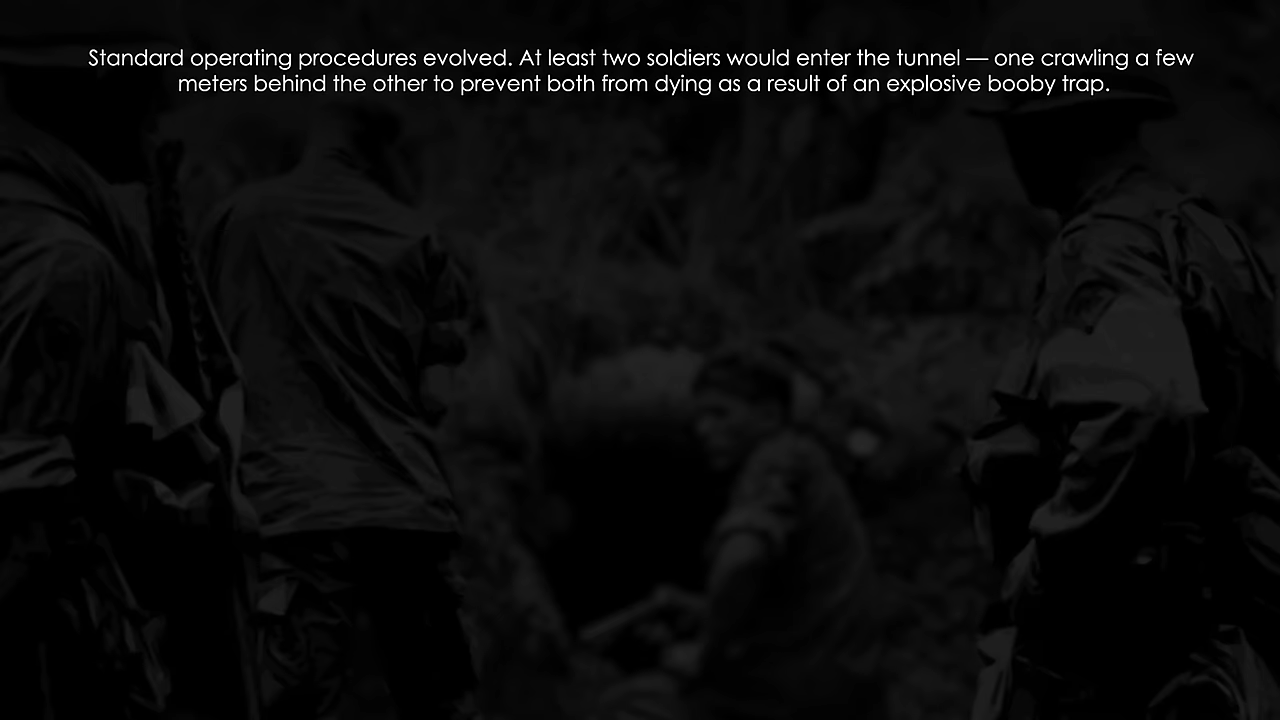 Standard operating procedures evolved. At least two soldiers would enter the tunnel — one crawling a few
meters behind the other to prevent both from dying as a result of an explosive booby trap.